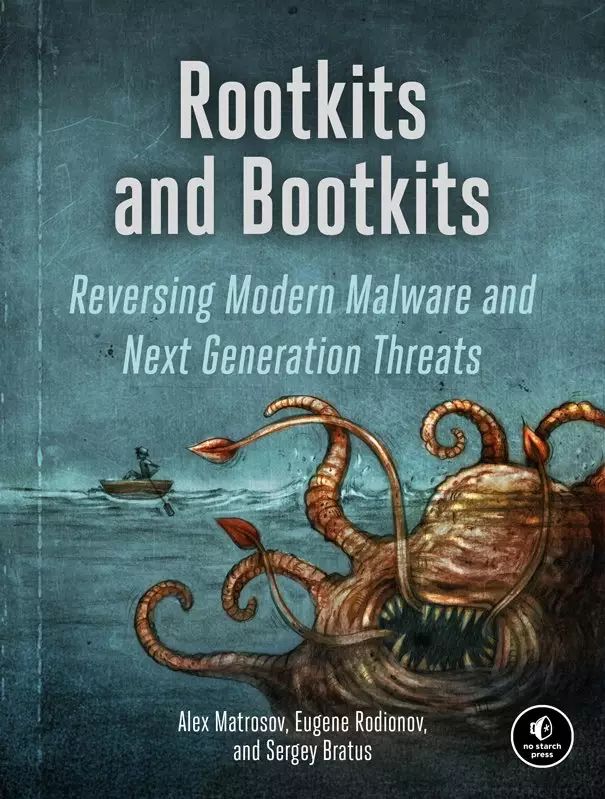 Rootkits
and Bootkits
Reversing Modern Malware and
Next Generation Threats
Alex Matrosov, Eugene Rodionov,
and Sergey Bratus
no starch
press